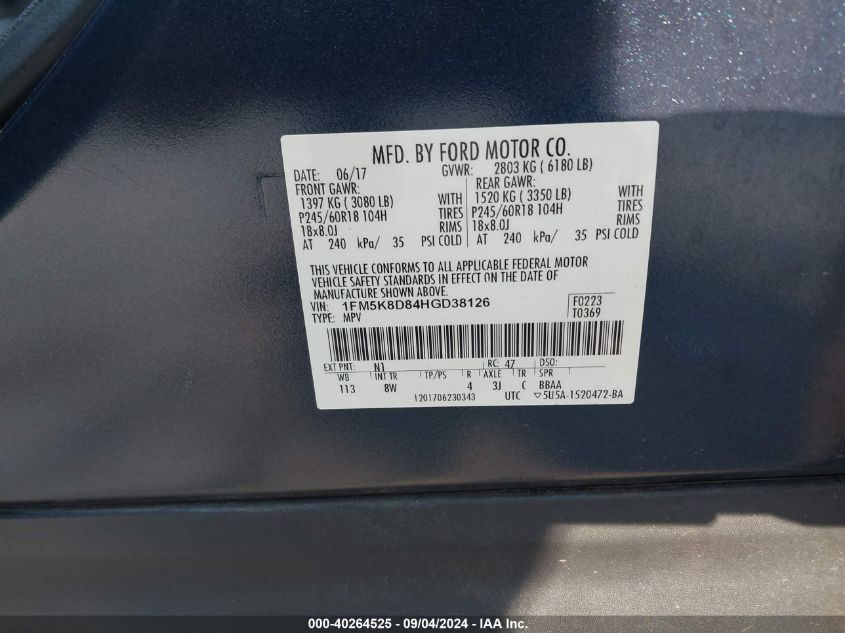 MFD. BY FORD MOTOR CO.
DATE: 06/17 GVWR: 2803 KG ( 6180 LB)
FRONT GAWR: REAR GAWR:
1397 KG ( 3080 LB) WITH 1520 KG ( 3350 LB) WITH
P245/60R18 104H TIRES P245/60R18 104H TIRES
18x8.0J RIMS 18x8.0J RIMS
AT 240 kPa/ 35 PSI COLD AT 240 kPa/ 35 PSI COLD
THIS VEHICLE CONFORMS TO ALL APPLICABLE FEDERAL MOTOR
VEHICLE SAFETY STANDARDS IN EFFECT ON THE DATE OF
MANUFACTURE SHOWN ABOVE.
VIN: 1FM5K8D84HGD38126 F0223
TYPE: MPV T0369
EXT PNT: N1 RC: 47 DSO:
WB INT TR TP/PS R AXLE TR SPR
113 8W 4 3J C BBAA
1201706230343 UTC ▽5U5A-1520472-BA
000-40264525 - 09/04/2024 - IAA Inc.